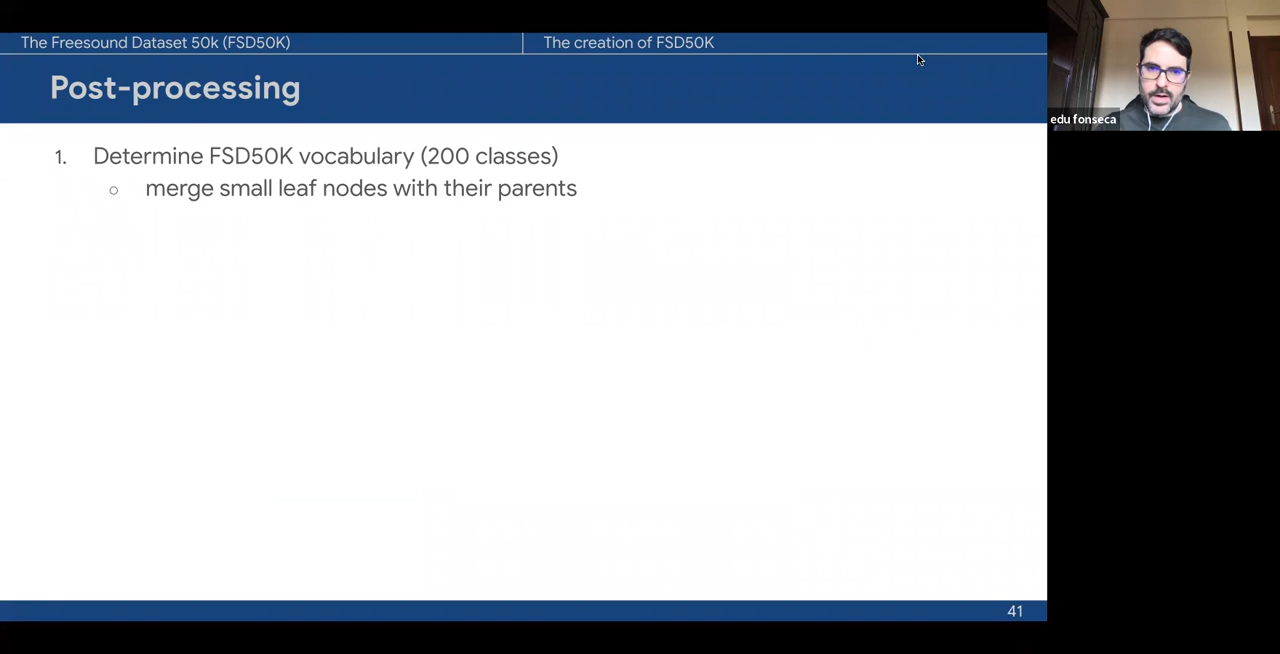 The Freesound Dataset 50k (FSD50K)
The creation of FSD50K
Post-processing
edu fonseca
1. Determine FSD50K vocabulary (200 classes)
○ merge small leaf nodes with their parents
41